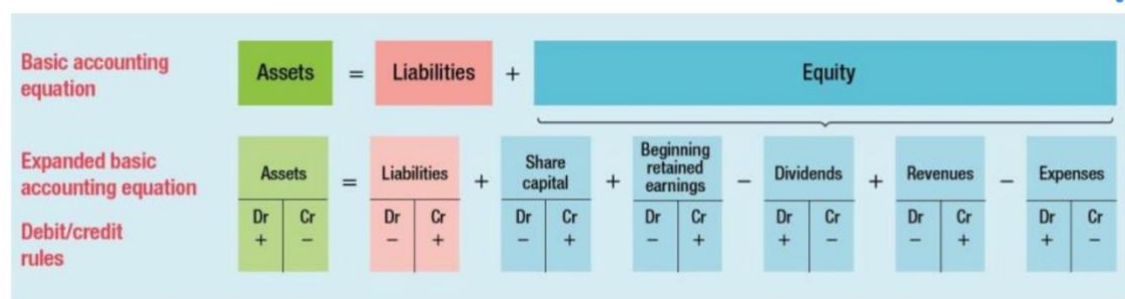 Basic accounting
equation
Assets = Liabilities + Equity
Expanded basic
accounting equation
Assets = Liabilities + Share
capital + Beginning
retained
earnings − Dividends + Revenues − Expenses
Debit/credit
rules
Dr Cr Dr Cr Dr Cr Dr Cr Dr Cr Dr Cr Dr Cr
+ − − + − + − + + − − + + −